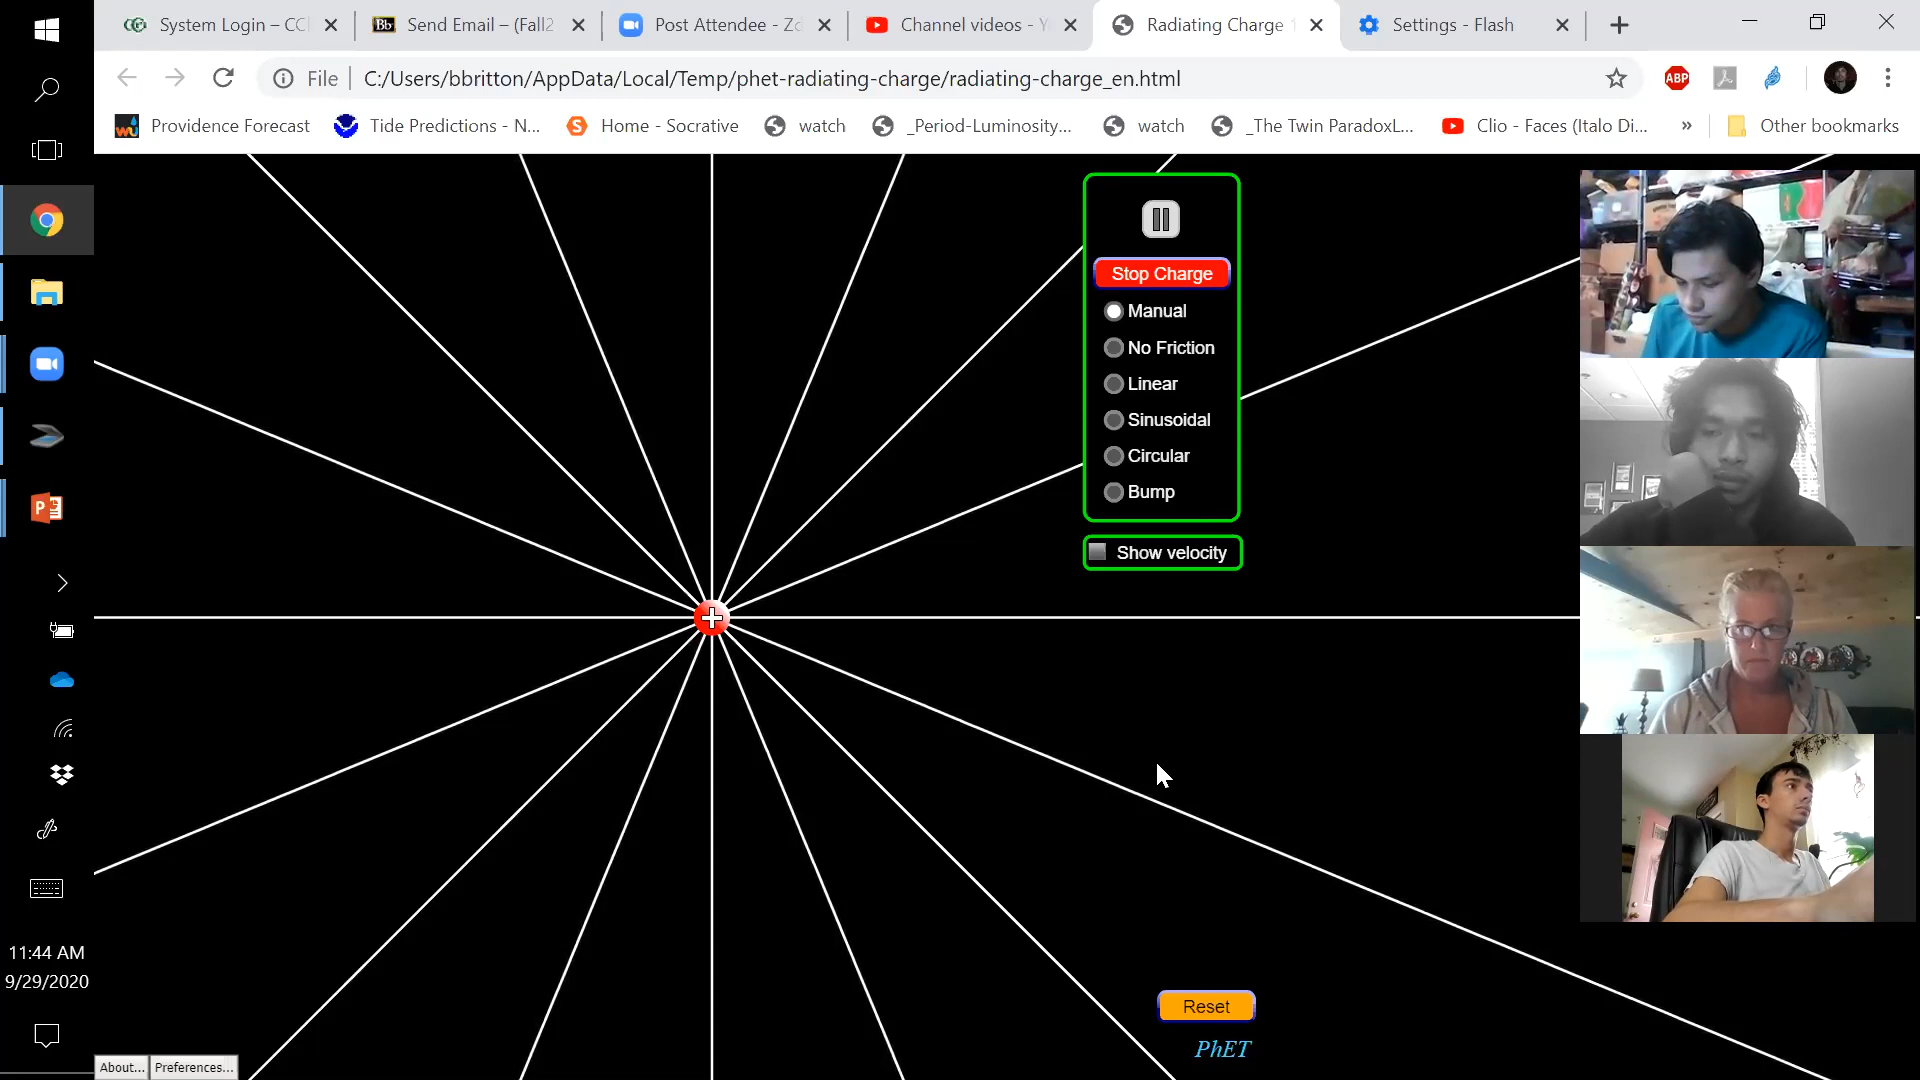 System Login – CC
Bb Send Email – (Fall2
Post Attendee - Zo
Channel videos - Y
Radiating Charge
Settings - Flash
File C:/Users/bbritton/AppData/Local/Temp/phet-radiating-charge/radiating-charge_en.html
ABP
Providence Forecast
Tide Predictions - N...
Home - Socrative
watch
_Period-Luminosity...
watch
_The Twin ParadoxL...
Clio - Faces (Italo Di...
»
Other bookmarks
Stop Charge
Manual
No Friction
Linear
Sinusoidal
Circular
Bump
Show velocity
+
Reset
PhET
11:44 AM
9/29/2020
About...
Preferences...